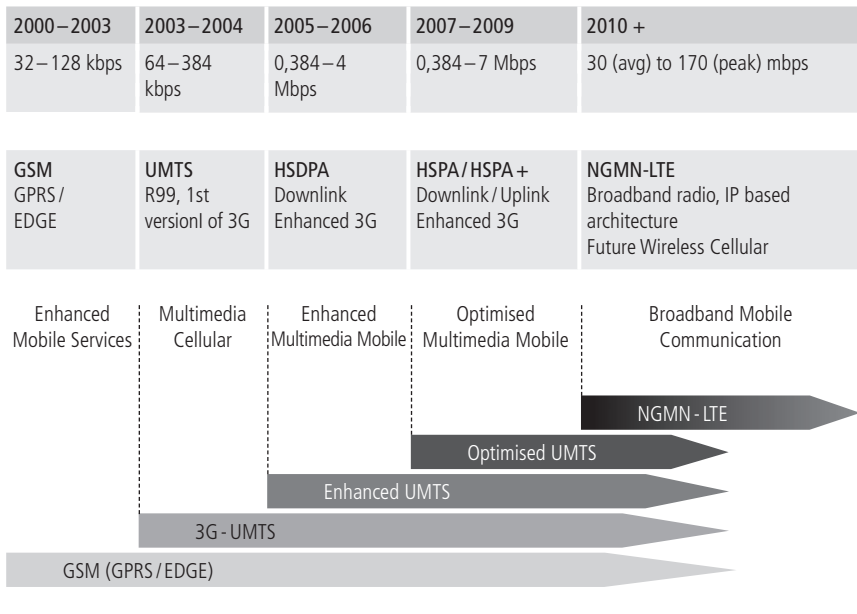 2000–2003
2003–2004
2005–2006
2007–2009
2010 +
32–128 kbps
64–384
kbps
0,384–4
Mbps
0,384–7 Mbps
30 (avg) to 170 (peak) mbps
GSM
GPRS/
EDGE
UMTS
R99, 1st
versionl of 3G
HSDPA
Downlink
Enhanced 3G
HSPA/HSPA+
Downlink/Uplink
Enhanced 3G
NGMN-LTE
Broadband radio, IP based
architecture
Future Wireless Cellular
Enhanced
Mobile Services
Multimedia
Cellular
Enhanced
Multimedia Mobile
Optimised
Multimedia Mobile
Broadband Mobile
Communication
NGMN - LTE
Optimised UMTS
Enhanced UMTS
3G - UMTS
GSM (GPRS/EDGE)